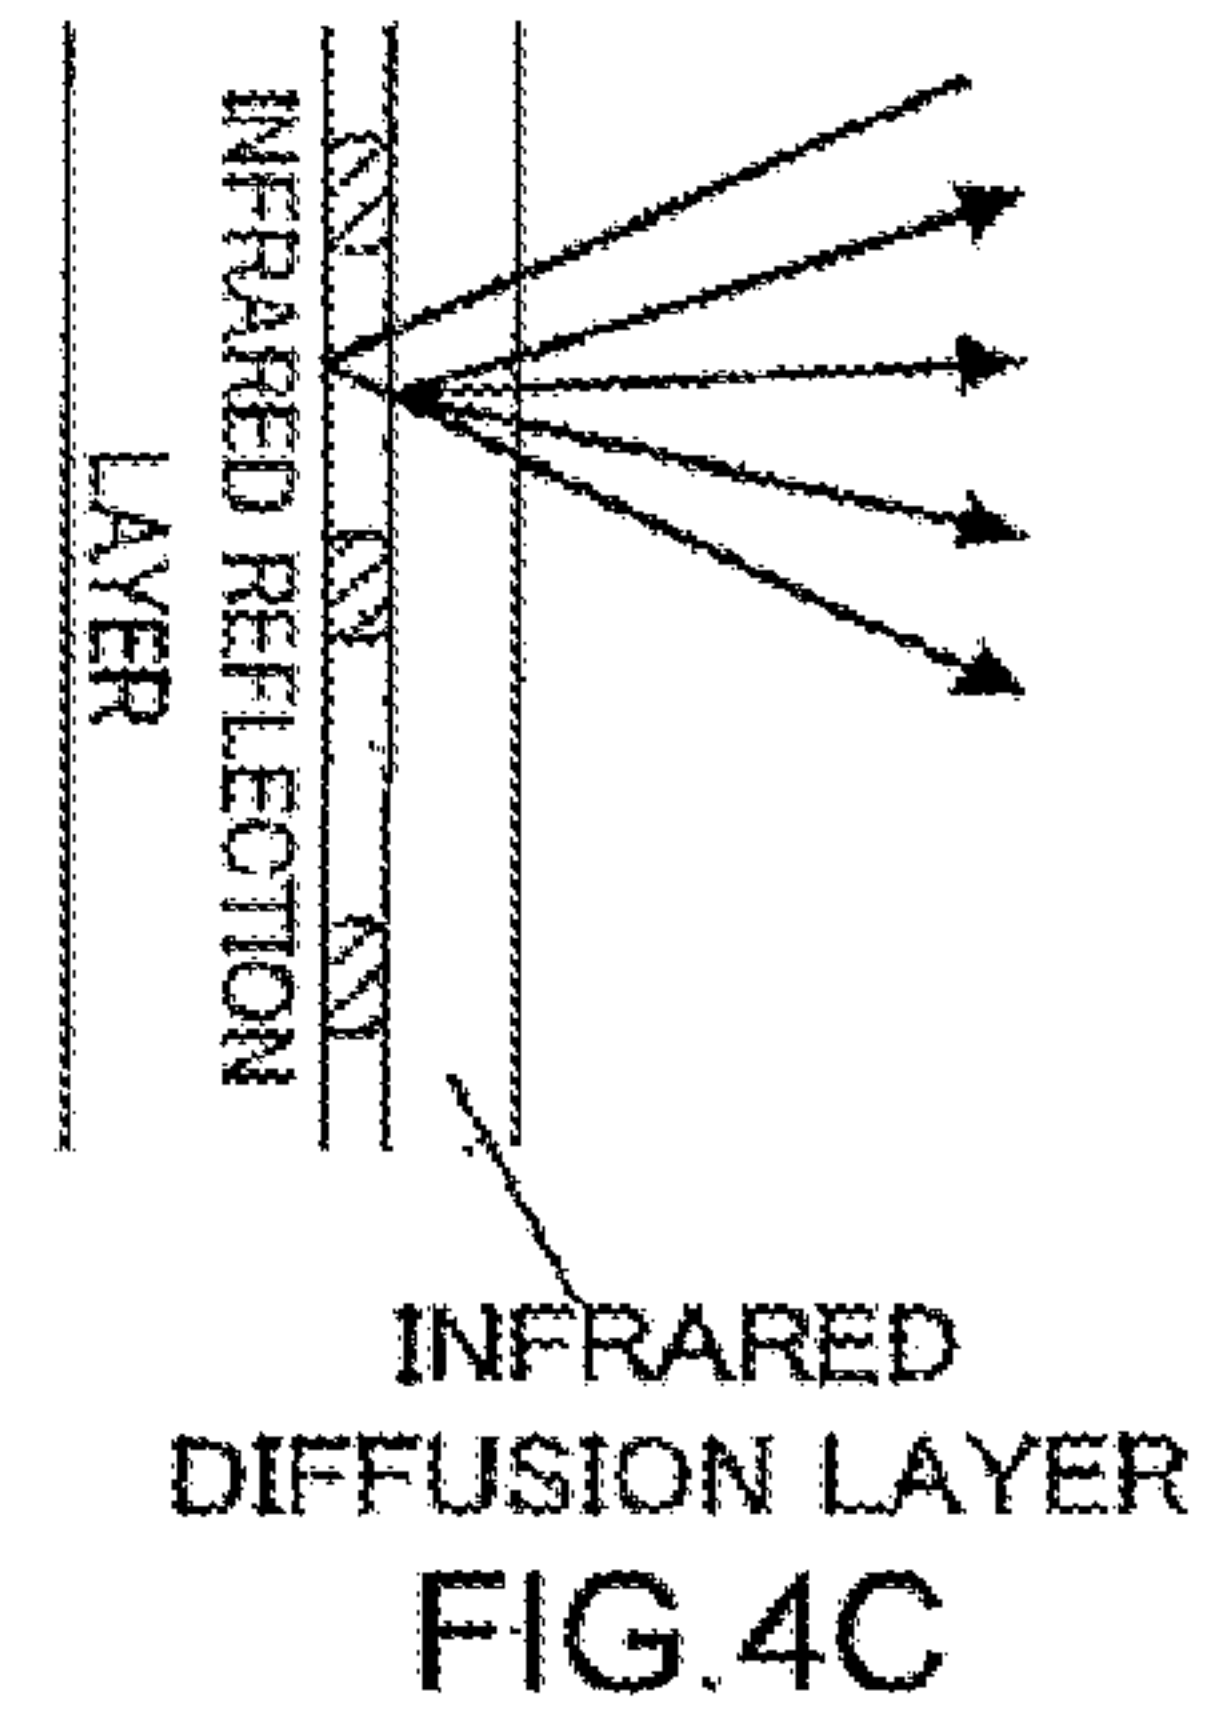 INFRARED REFLECTION
LAYER
INFRARED
DIFFUSION LAYER
FIG.4C